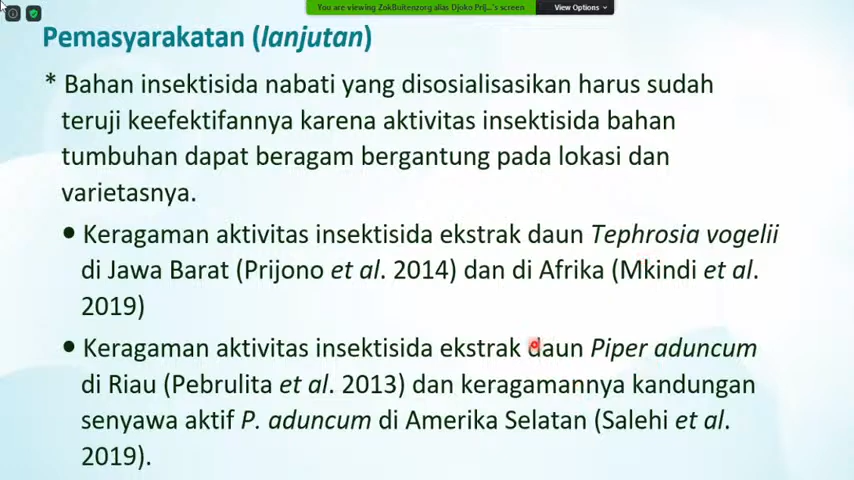 You are viewing ZokBuitenzorg alias Djoko Prij...'s screen
View Options
Pemasyarakatan (lanjutan)
* Bahan insektisida nabati yang disosialisasikan harus sudah
teruji keefektifannya karena aktivitas insektisida bahan
tumbuhan dapat beragam bergantung pada lokasi dan
varietasnya.
• Keragaman aktivitas insektisida ekstrak daun Tephrosia vogelii
di Jawa Barat (Prijono et al. 2014) dan di Afrika (Mkindi et al.
2019)
• Keragaman aktivitas insektisida ekstrak daun Piper aduncum
di Riau (Pebrulita et al. 2013) dan keragamannya kandungan
senyawa aktif P. aduncum di Amerika Selatan (Salehi et al.
2019).